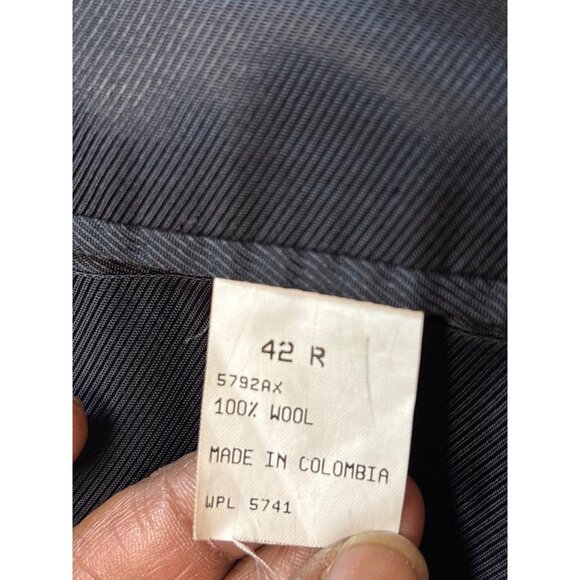 42 R
5792AX
100% WOOL
MADE IN COLOMBIA
WPL 5741